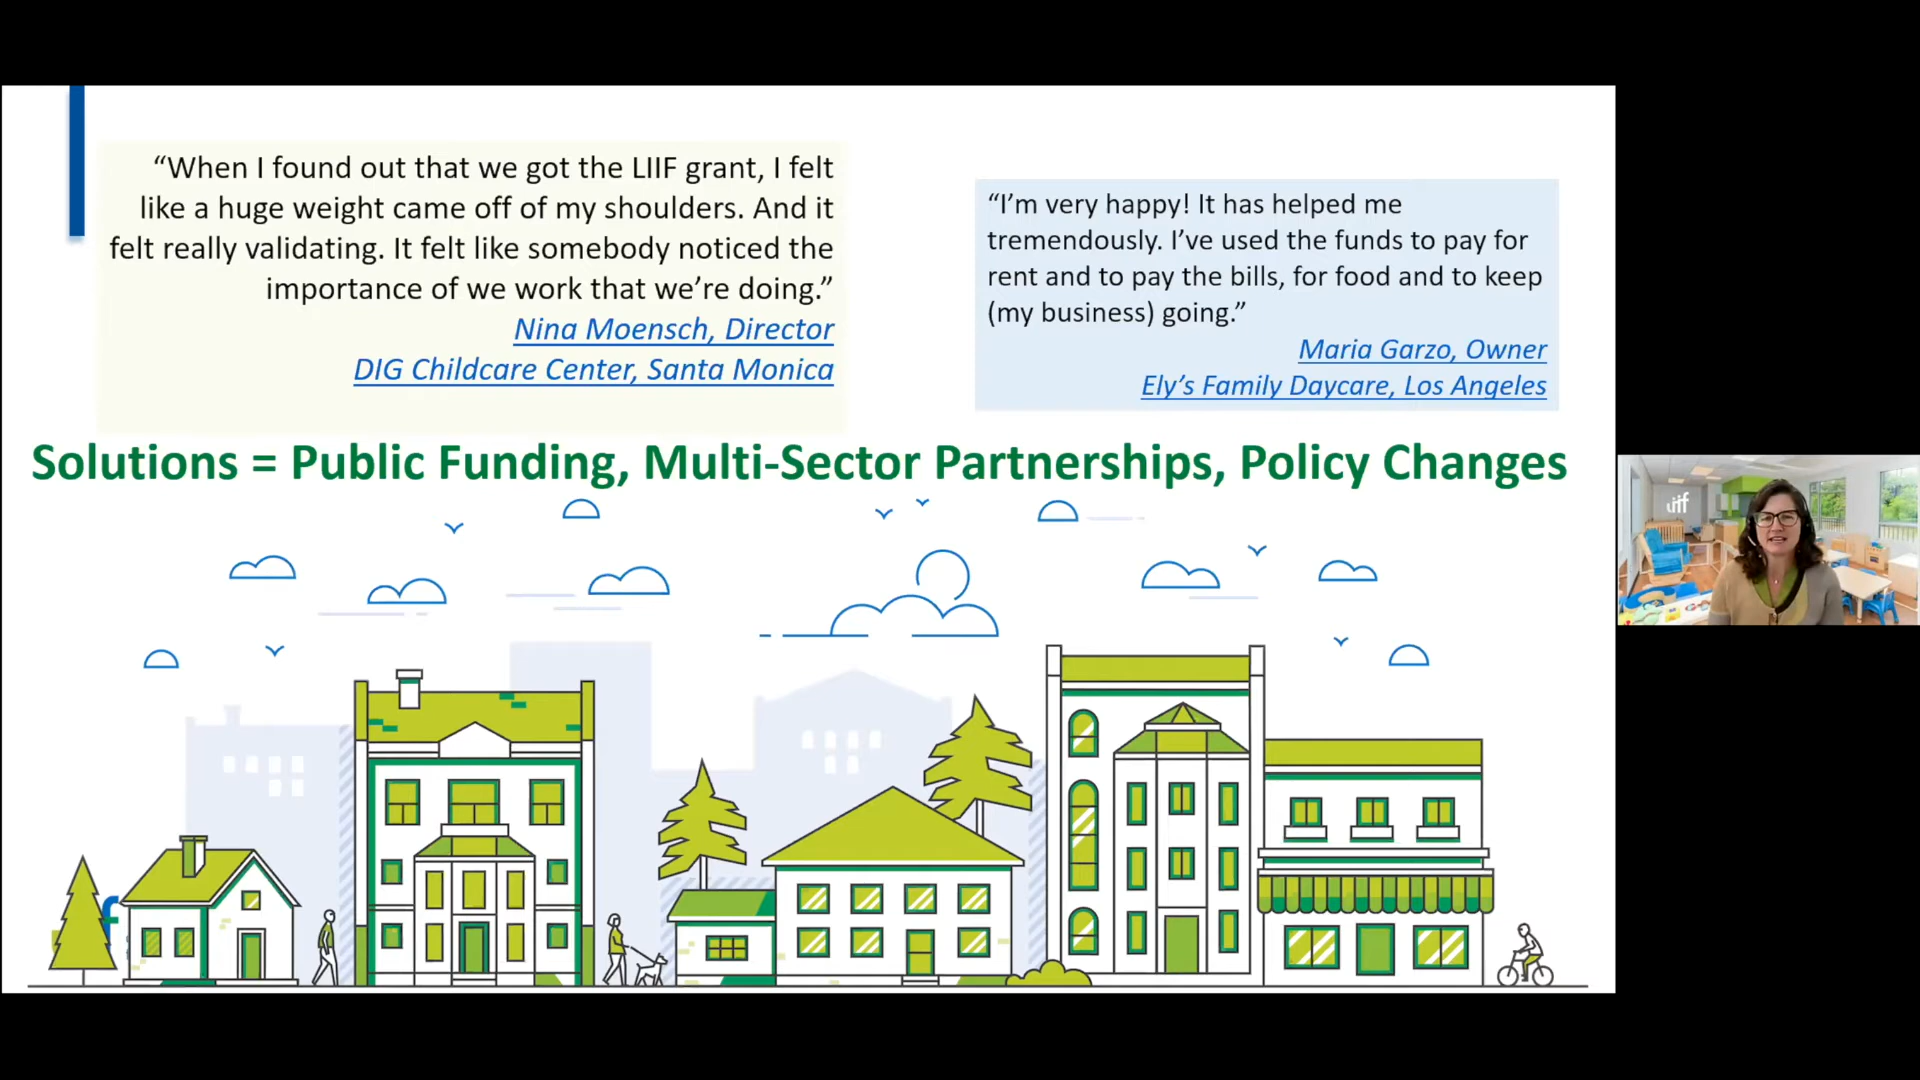 “When I found out that we got the LIIF grant, I felt
like a huge weight came off of my shoulders. And it
felt really validating. It felt like somebody noticed the
importance of we work that we’re doing.”
Nina Moensch, Director
DIG Childcare Center, Santa Monica
“I’m very happy! It has helped me
tremendously. I’ve used the funds to pay for
rent and to pay the bills, for food and to keep
(my business) going.”
Maria Garzo, Owner
Ely’s Family Daycare, Los Angeles
Solutions = Public Funding, Multi-Sector Partnerships, Policy Changes
liif